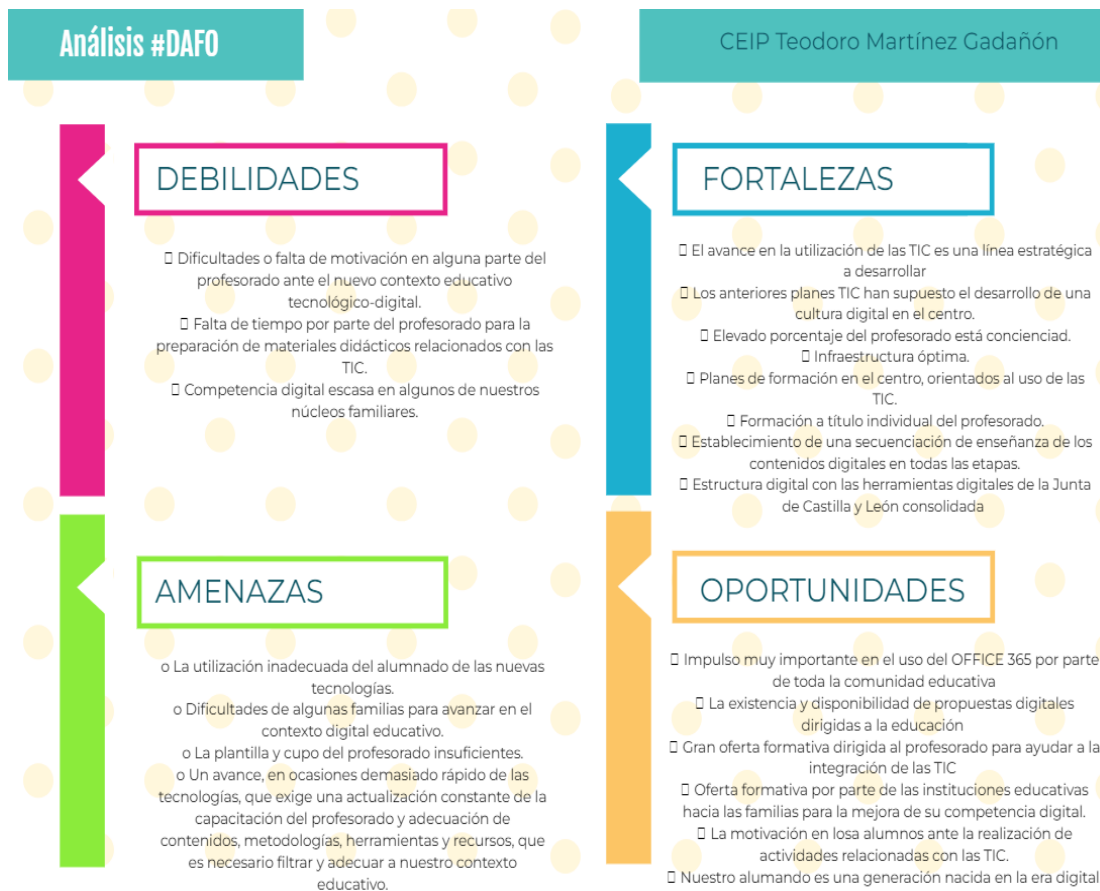 Análisis #DAFO
CEIP Teodoro Martínez Gadañón
DEBILIDADES
▯ Dificultades o falta de motivación en alguna parte del
profesorado ante el nuevo contexto educativo
tecnológico-digital.
▯ Falta de tiempo por parte del profesorado para la
preparación de materiales didácticos relacionados con las
TIC.
▯ Competencia digital escasa en algunos de nuestros
núcleos familiares.
FORTALEZAS
▯ El avance en la utilización de las TIC es una línea estratégica
a desarrollar
▯ Los anteriores planes TIC han supuesto el desarrollo de una
cultura digital en el centro.
▯ Elevado porcentaje del profesorado está concienciad.
▯ Infraestructura óptima.
▯ Planes de formación en el centro, orientados al uso de las
TIC.
▯ Formación a título individual del profesorado.
▯ Establecimiento de una secuenciación de enseñanza de los
contenidos digitales en todas las etapas.
▯ Estructura digital con las herramientas digitales de la Junta
de Castilla y León consolidada
AMENAZAS
o La utilización inadecuada del alumnado de las nuevas
tecnologías.
o Dificultades de algunas familias para avanzar en el
contexto digital educativo.
o La plantilla y cupo del profesorado insuficientes.
o Un avance, en ocasiones demasiado rápido de las
tecnologías, que exige una actualización constante de la
capacitación del profesorado y adecuación de
contenidos, metodologías, herramientas y recursos, que
es necesario filtrar y adecuar a nuestro contexto
educativo.
OPORTUNIDADES
▯ Impulso muy importante en el uso del OFFICE 365 por parte
de toda la comunidad educativa
▯ La existencia y disponibilidad de propuestas digitales
dirigidas a la educación
▯ Gran oferta formativa dirigida al profesorado para ayudar a la
integración de las TIC
▯ Oferta formativa por parte de las instituciones educativas
hacia las familias para la mejora de su competencia digital.
▯ La motivación en losa alumnos ante la realización de
actividades relacionadas con las TIC.
▯ Nuestro alumando es una generación nacida en la era digital